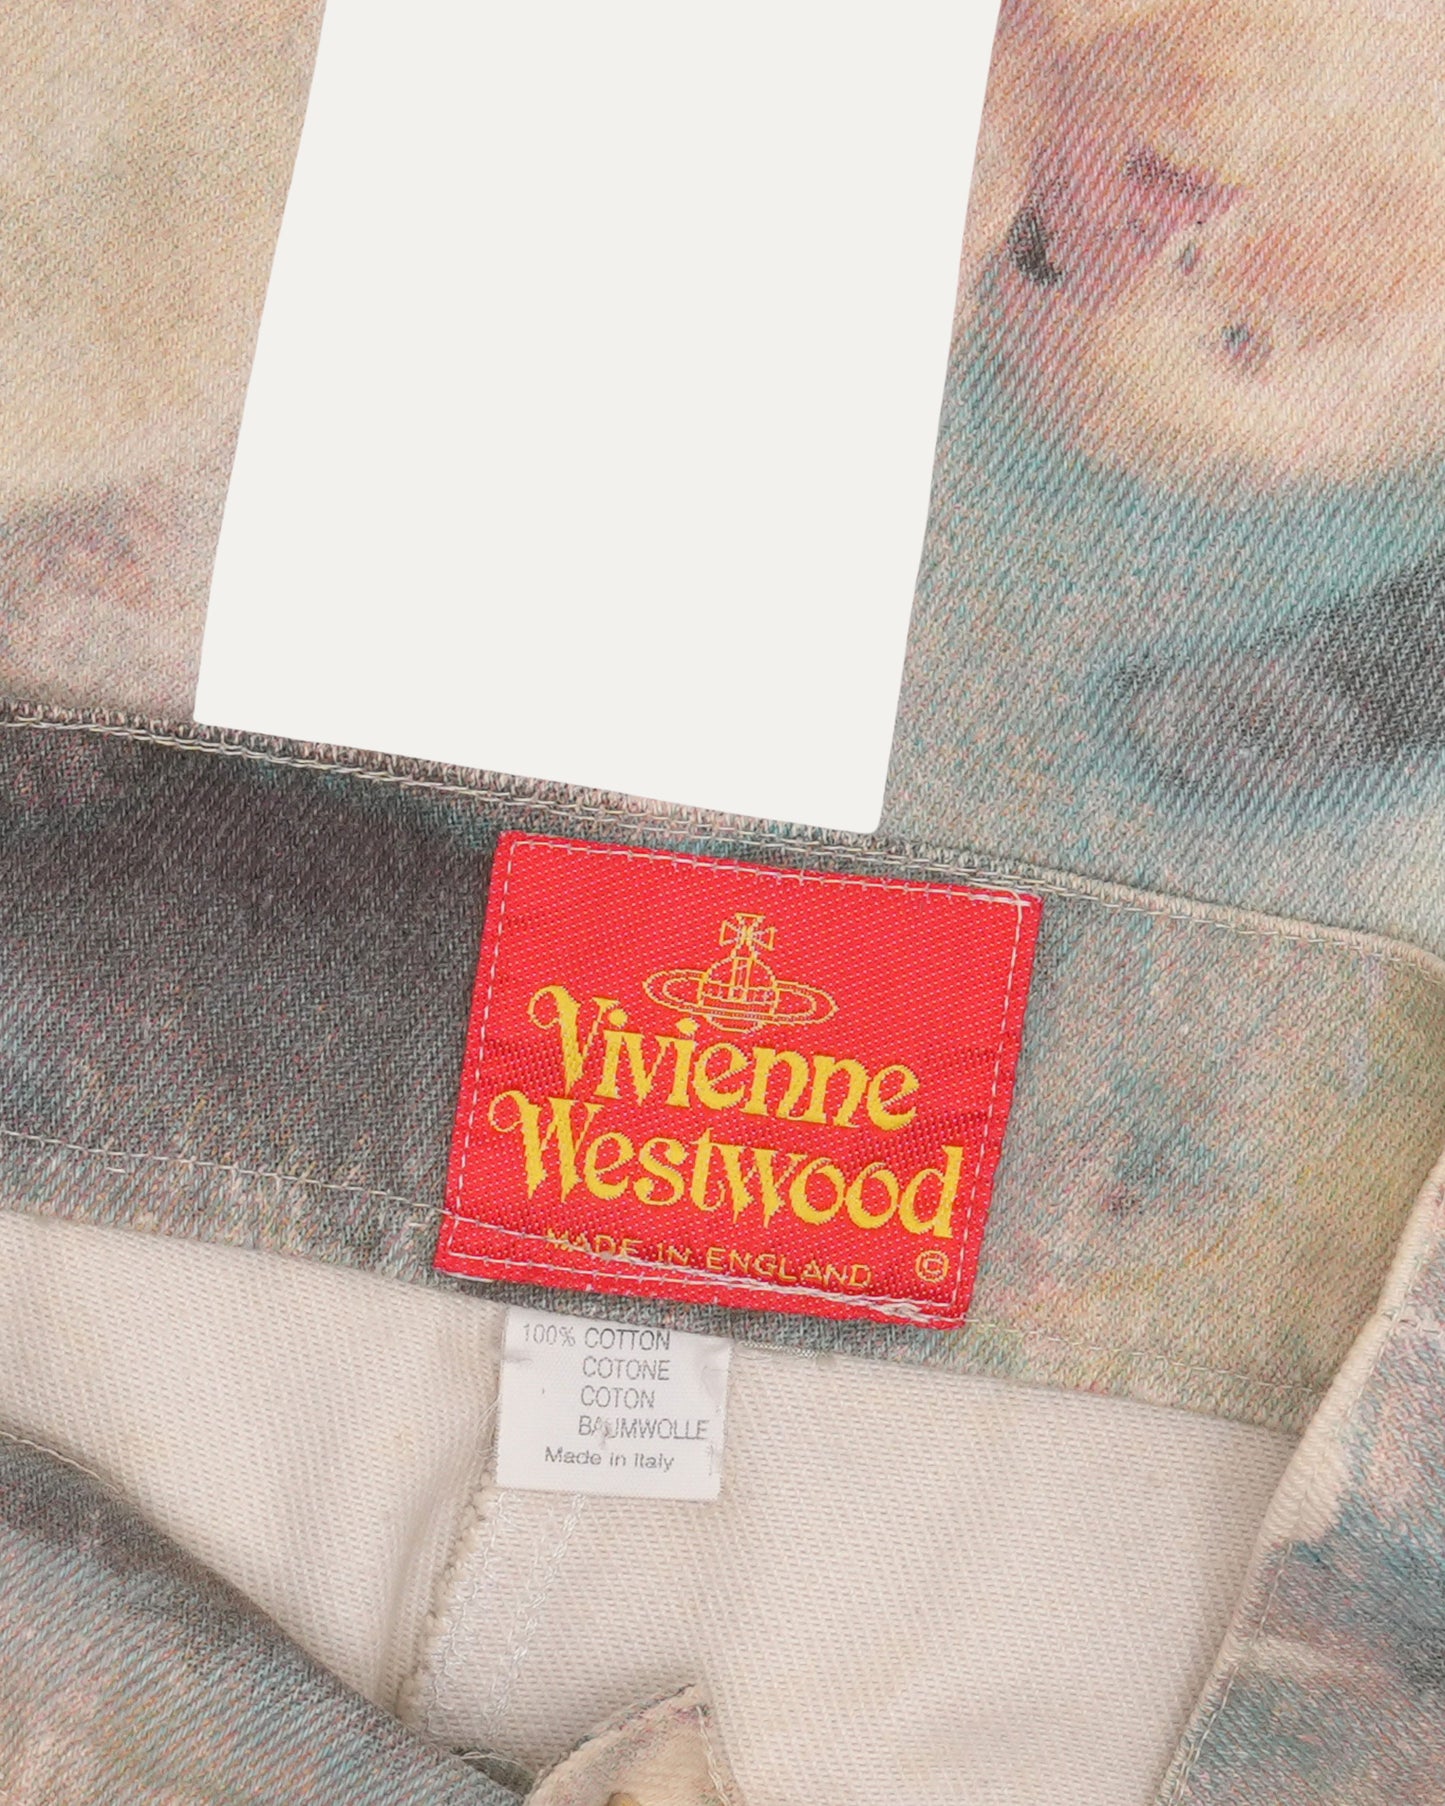 Vivienne
Westwood
MADE IN ENGLAND ©
100% COTTON
COTONE
COTON
BAUMWOLLE
Made in Italy